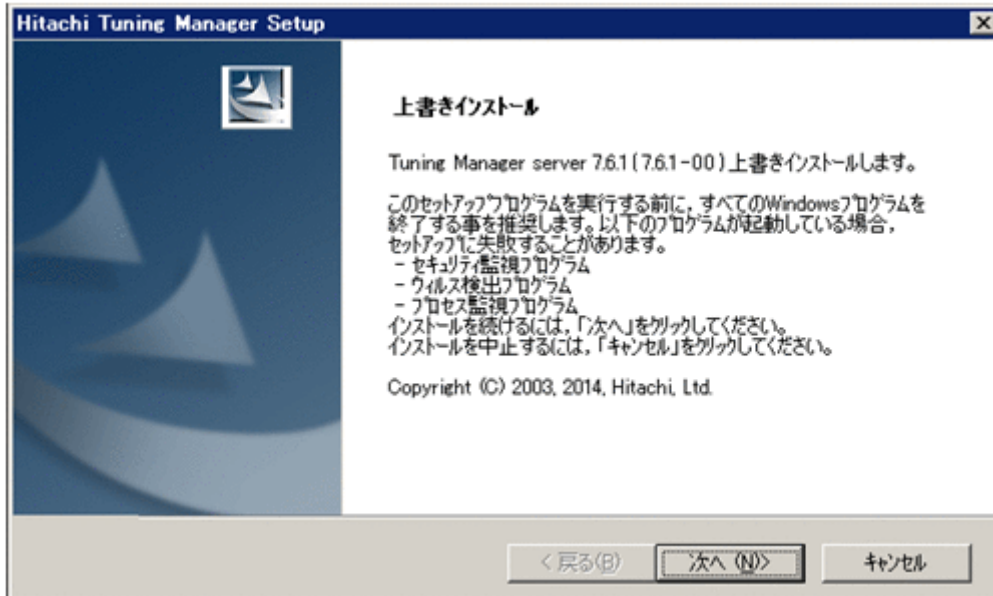 Hitachi Tuning Manager Setup
上書きインストール
Tuning Manager server 7.6.1(7.6.1-00)上書きインストールします。
このセットアッププログラムを実行する前に，すべてのWindowsプログラムを
終了する事を推奨します。以下のプログラムが起動している場合，
セットアップに失敗することがあります。
- セキュリティ監視プログラム
- ウィルス検出プログラム
- プロセス監視プログラム
インストールを続けるには，「次へ」をクリックしてください。
インストールを中止するには，「キャンセル」をクリックしてください。
Copyright (C) 2003, 2014, Hitachi, Ltd.
< 戻る(B)
次へ (N)>
キャンセル